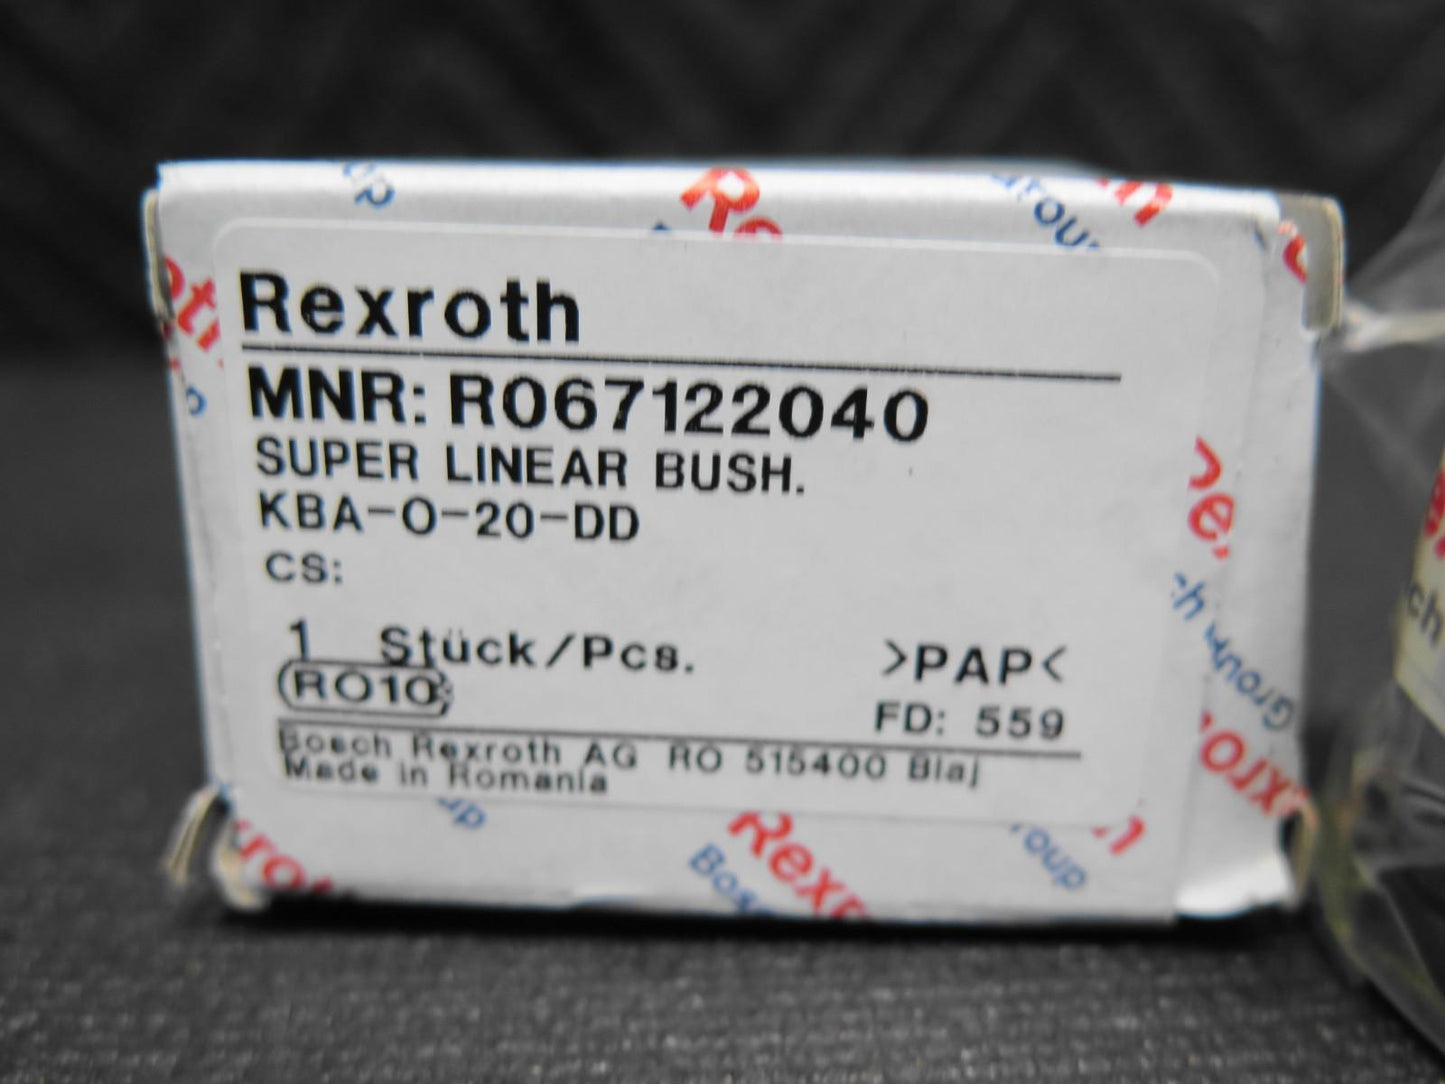 Rexroth
MNR: R067122040
SUPER LINEAR BUSH.
KBA-O-20-DD
CS:
1 Stück/Pcs. >PAP<
RO10
FD: 559
Bosch Rexroth AG RO 515400 Blaj
Made in Romania